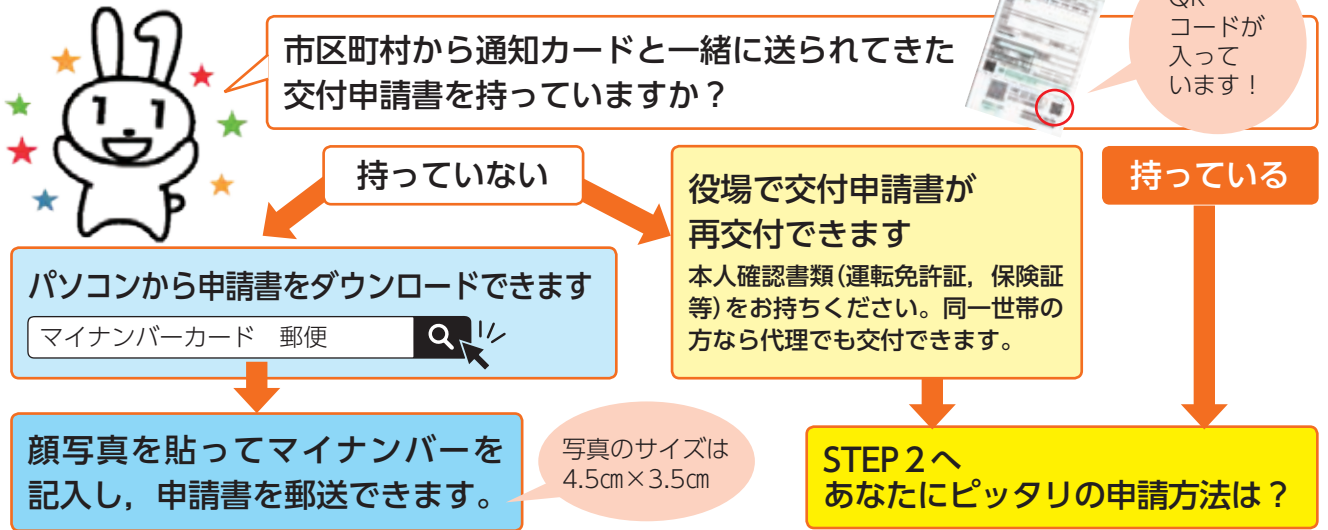 市区町村から通知カードと一緒に送られてきた
交付申請書を持っていますか？
コードが
入って
います！
持っていない
持っている
役場で交付申請書が
再交付できます
本人確認書類(運転免許証，保険証
等)をお持ちください。同一世帯の
方なら代理でも交付できます。
パソコンから申請書をダウンロードできます
マイナンバーカード　郵便
顔写真を貼ってマイナンバーを
記入し，申請書を郵送できます。
写真のサイズは
4.5㎝×3.5㎝
STEP２へ
あなたにピッタリの申請方法は？